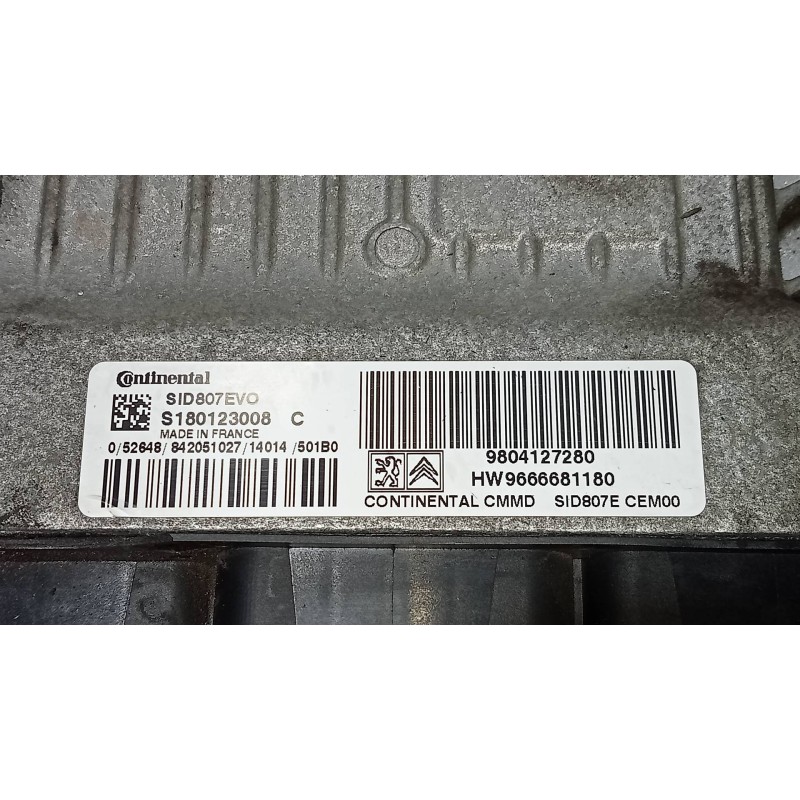 Continental
SID807EVO
S180123008 C
MADE IN FRANCE
0/52648/842051027/14014/501B0
9804127280
HW9666681180
CONTINENTAL CMMD SID807E CEM00